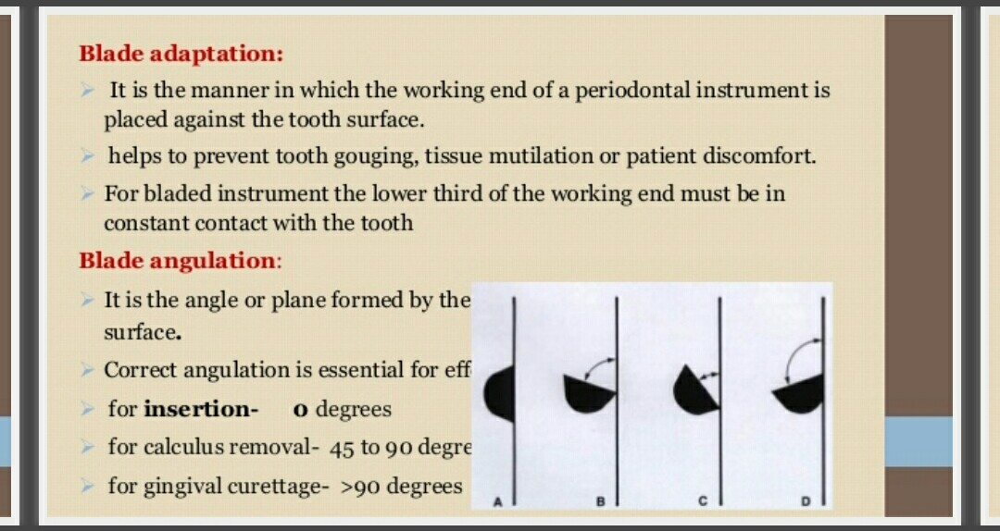 Blade adaptation:
It is the manner in which the working end of a periodontal instrument is
placed against the tooth surface.
helps to prevent tooth gouging, tissue mutilation or patient discomfort.
For bladed instrument the lower third of the working end must be in
constant contact with the tooth
Blade angulation:
It is the angle or plane formed by the
surface.
Correct angulation is essential for eff
for insertion- 0 degrees
for calculus removal- 45 to 90 degre
for gingival curettage- >90 degrees
A B C D